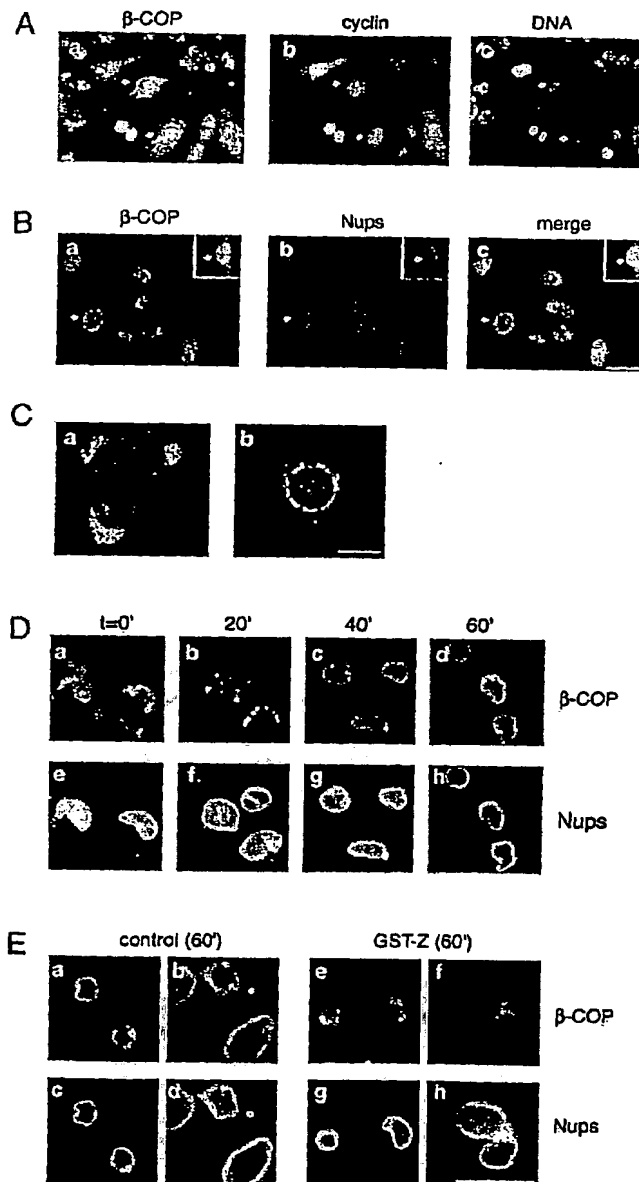 A
β-COP cyclin DNA
a b c
B
β-COP Nups merge
a b c
C
a b
D
t=0' 20' 40' 60'
a b c d
β-COP
e f. g h
Nups
E
control (60') GST-Z (60')
a b e f
β-COP
c d g h
Nups